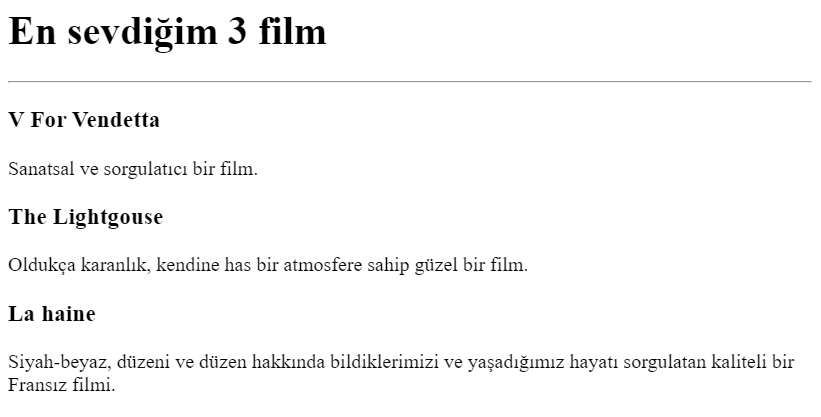 En sevdiğim 3 film
V For Vendetta
Sanatsal ve sorgulatıcı bir film.
The Lightgouse
Oldukça karanlık, kendine has bir atmosfere sahip güzel bir film.
La haine
Siyah-beyaz, düzeni ve düzen hakkında bildiklerimizi ve yaşadığımız hayatı sorgulatan kaliteli bir
Fransız filmi.